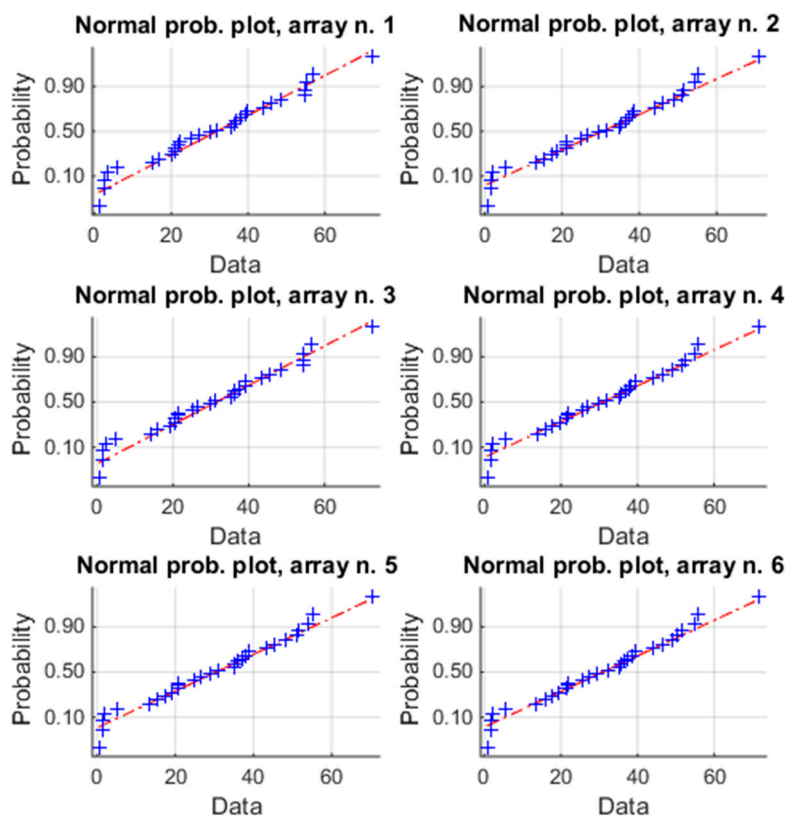 Normal prob. plot, array n. 1
Probability
0.90
0.50
0.10
0 20 40 60
Data
Normal prob. plot, array n. 2
Probability
0.90
0.50
0.10
0 20 40 60
Data
Normal prob. plot, array n. 3
Probability
0.90
0.50
0.10
0 20 40 60
Data
Normal prob. plot, array n. 4
Probability
0.90
0.50
0.10
0 20 40 60
Data
Normal prob. plot, array n. 5
Probability
0.90
0.50
0.10
0 20 40 60
Data
Normal prob. plot, array n. 6
Probability
0.90
0.50
0.10
0 20 40 60
Data